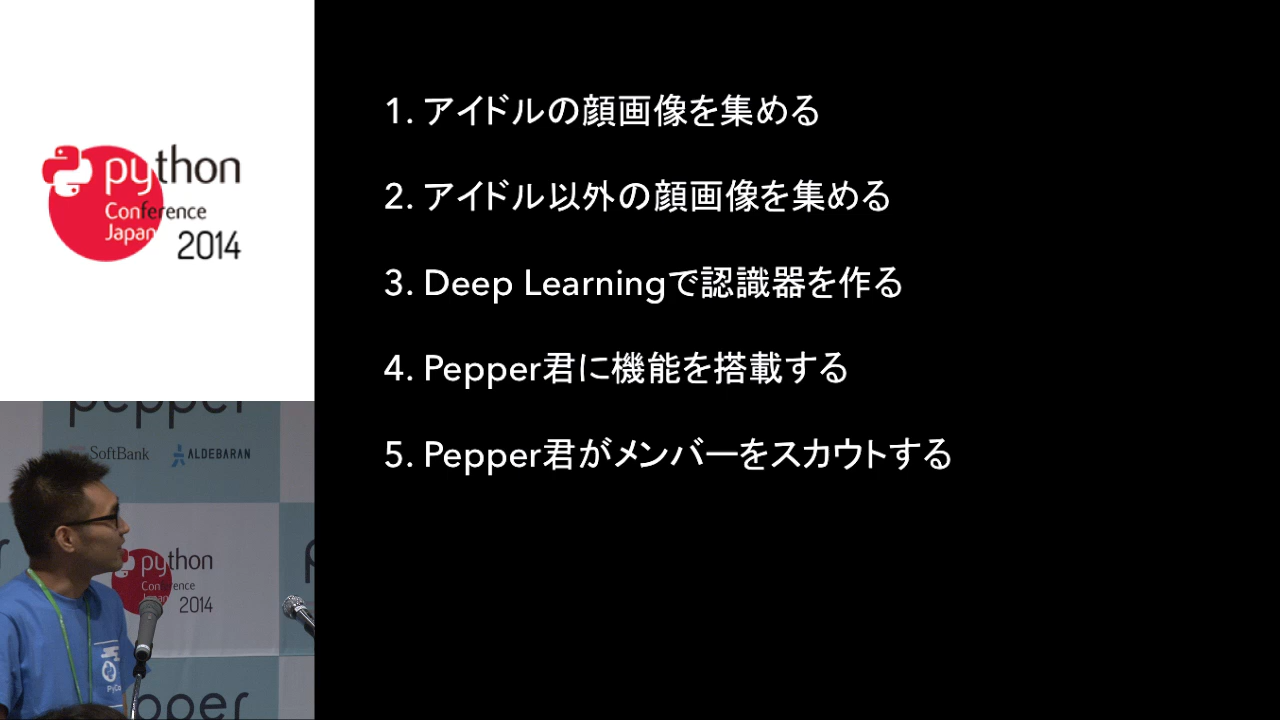 python
Conference
Japan
2014
1. アイドルの顔画像を集める
2. アイドル以外の顔画像を集める
3. Deep Learningで認識器を作る
4. Pepper君に機能を搭載する
5. Pepper君がメンバーをスカウトする
pepper
SoftBank
ALDEBARAN
python
Conference
Japan
2014
pepper